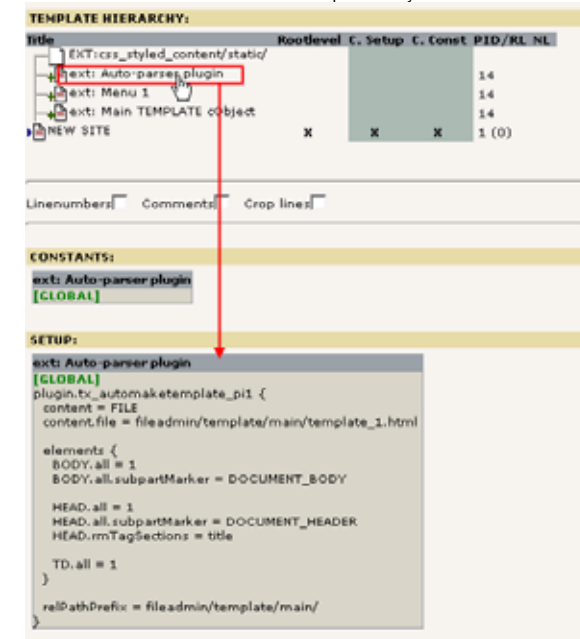 TEMPLATE HIERARCHY:
Title Rootlevel C. Setup C. Const PID/RL NL
EXT:css_styled_content/static/
ext: Auto-parser plugin 14
ext: Menu 1 14
ext: Main TEMPLATE cObject 14
NEW SITE x x x 1 (0)
Linenumbers Comments Crop lines
CONSTANTS:
ext: Auto-parser plugin
[GLOBAL]
SETUP:
ext: Auto-parser plugin
[GLOBAL]
plugin.tx_automaketemplate_pi1 {
content = FILE
content.file = fileadmin/template/main/template_1.html
elements {
BODY.all = 1
BODY.all.subpartMarker = DOCUMENT_BODY
HEAD.all = 1
HEAD.all.subpartMarker = DOCUMENT_HEADER
HEAD.rmTagSections = title
TD.all = 1
}
relPathPrefix = fileadmin/template/main/
}